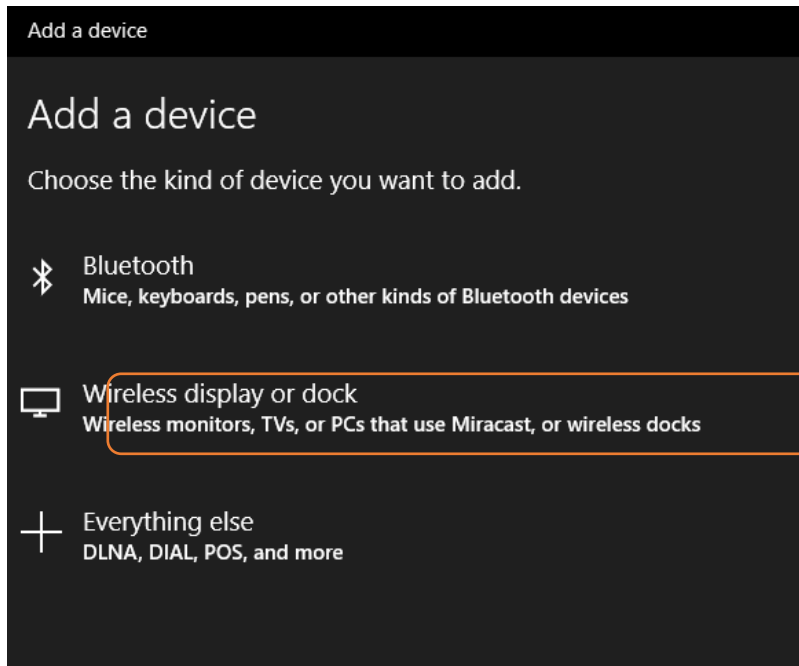 Add a device
Add a device
Choose the kind of device you want to add.
Bluetooth
Mice, keyboards, pens, or other kinds of Bluetooth devices
Wireless display or dock
Wireless monitors, TVs, or PCs that use Miracast, or wireless docks
Everything else
DLNA, DIAL, POS, and more